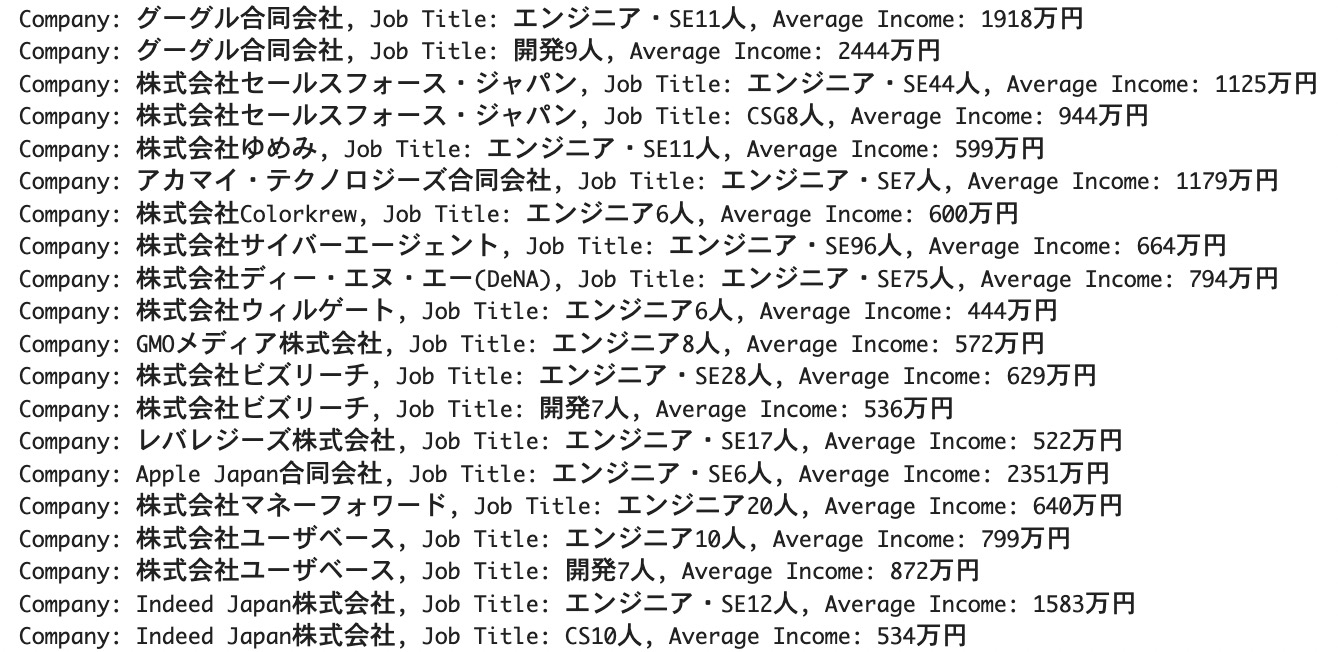 Company: グーグル合同会社, Job Title: エンジニア・SE11人, Average Income: 1918万円
Company: グーグル合同会社, Job Title: 開発9人, Average Income: 2444万円
Company: 株式会社セールスフォース・ジャパン, Job Title: エンジニア・SE44人, Average Income: 1125万円
Company: 株式会社セールスフォース・ジャパン, Job Title: CSG8人, Average Income: 944万円
Company: 株式会社ゆめみ, Job Title: エンジニア・SE11人, Average Income: 599万円
Company: アカマイ・テクノロジーズ合同会社, Job Title: エンジニア・SE7人, Average Income: 1179万円
Company: 株式会社Colorkrew, Job Title: エンジニア6人, Average Income: 600万円
Company: 株式会社サイバーエージェント, Job Title: エンジニア・SE96人, Average Income: 664万円
Company: 株式会社ディー・エヌ・エー(DeNA), Job Title: エンジニア・SE75人, Average Income: 794万円
Company: 株式会社ウィルゲート, Job Title: エンジニア6人, Average Income: 444万円
Company: GMOメディア株式会社, Job Title: エンジニア8人, Average Income: 572万円
Company: 株式会社ビズリーチ, Job Title: エンジニア・SE28人, Average Income: 629万円
Company: 株式会社ビズリーチ, Job Title: 開発7人, Average Income: 536万円
Company: レバレジーズ株式会社, Job Title: エンジニア・SE17人, Average Income: 522万円
Company: Apple Japan合同会社, Job Title: エンジニア・SE6人, Average Income: 2351万円
Company: 株式会社マネーフォワード, Job Title: エンジニア20人, Average Income: 640万円
Company: 株式会社ユーザベース, Job Title: エンジニア10人, Average Income: 799万円
Company: 株式会社ユーザベース, Job Title: 開発7人, Average Income: 872万円
Company: Indeed Japan株式会社, Job Title: エンジニア・SE12人, Average Income: 1583万円
Company: Indeed Japan株式会社, Job Title: CS10人, Average Income: 534万円